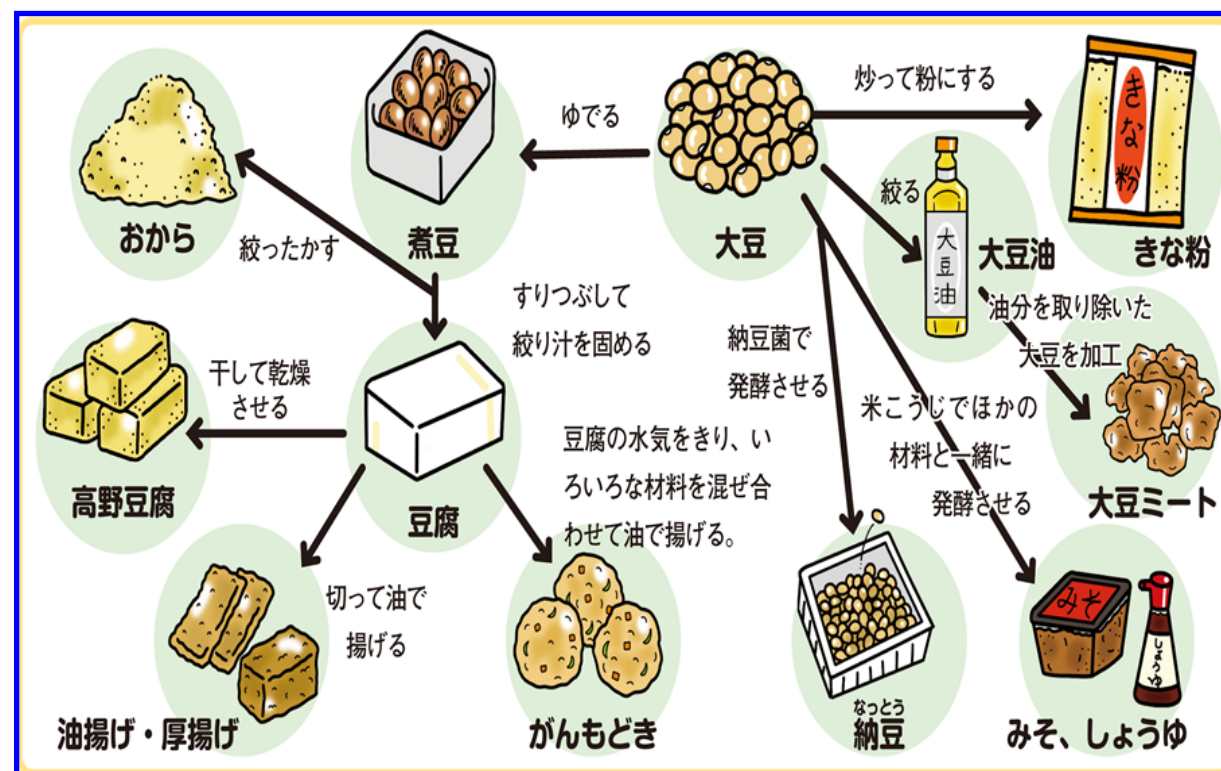 炒って粉にする
きな粉
きな粉
ゆでる
大豆
煮豆
おから
絞ったかす
絞る
大豆油
大豆油
油分を取り除いた
大豆を加工
大豆ミート
すりつぶして
絞り汁を固める
納豆菌で
発酵させる
米こうじでほかの
材料と一緒に
発酵させる
干して乾燥
させる
高野豆腐
豆腐
豆腐の水気をきり、い
ろいろな材料を混ぜ合
わせて油で揚げる。
切って油で
揚げる
油揚げ・厚揚げ
がんもどき
なっとう
納豆
みそ
しょうゆ
みそ、しょうゆ